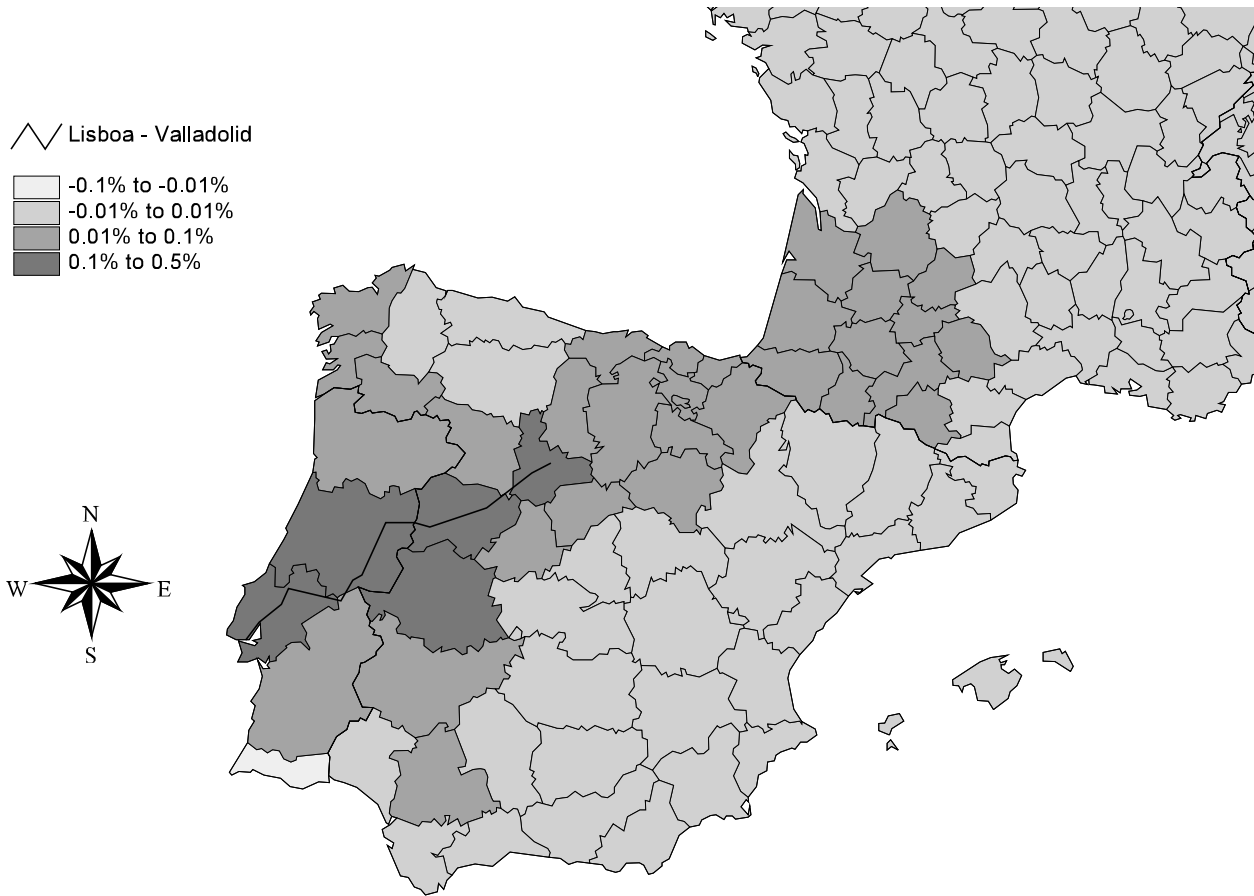 Lisboa - Valladolid
-0.1% to -0.01%
-0.01% to 0.01%
0.01% to 0.1%
0.1% to 0.5%
N
W E
S